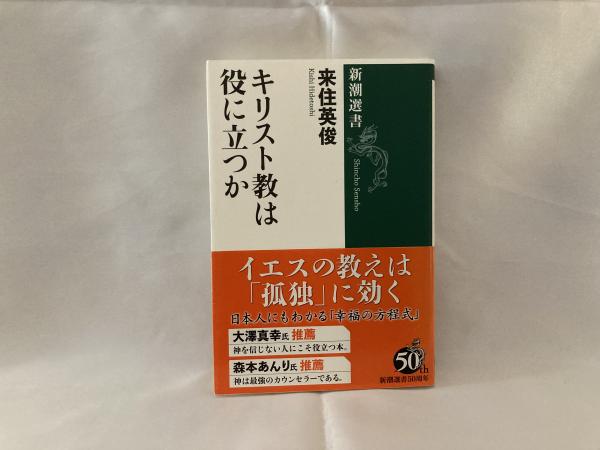 新潮選書
Shincho Sensho
来住英俊
Kishi Hidetoshi
キリスト教は
役に立つか
イエスの教えは
「孤独」に効く
日本人にもわかる「幸福の方程式」
大澤真幸氏 推薦
神を信じない人にこそ役立つ本。
森本あんり氏 推薦
神は最強のカウンセラーである。
50th
新潮選書50周年